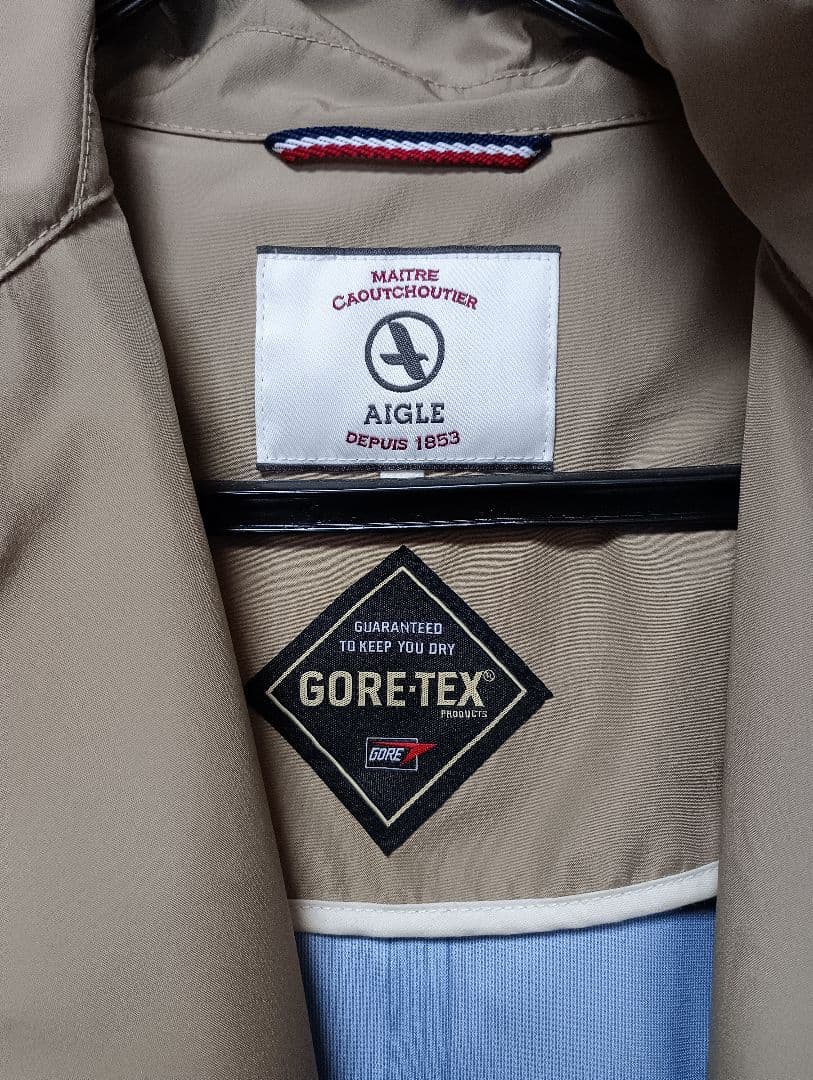 MAITRE
CAOUTCHOUTIER
AIGLE
DEPUIS 1853
GUARANTEED
TO KEEP YOU DRY
GORE-TEX®
PRODUCTS
GORE